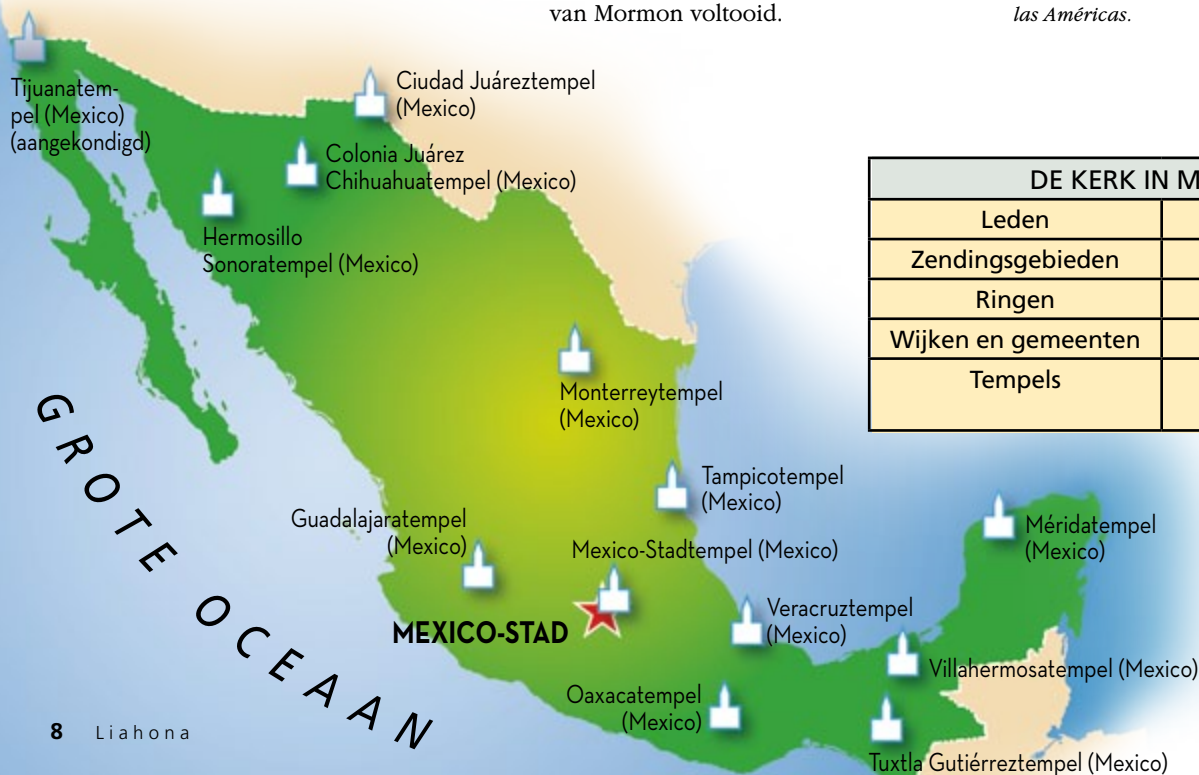 van Mormon voltooid.
las Américas.
Tijuanatem-
pel (Mexico)
(aangekondigd)
Ciudad Juáreztempel
(Mexico)
Colonia Juárez
Chihuahuatempel (Mexico)
Hermosillo
Sonoratempel (Mexico)
DE KERK IN M
Leden
Zendingsgebieden
Ringen
Wijken en gemeenten
Tempels
Monterreytempel
(Mexico)
Tampicotempel
(Mexico)
Guadalajaratempel
(Mexico)
Mexico-Stadtempel (Mexico)
MEXICO-STAD
Méridatempel
(Mexico)
Veracruztempel
(Mexico)
Villahermosatempel (Mexico)
Oaxacatempel
(Mexico)
Tuxtla Gutiérreztempel (Mexico)
GROTE OCEAAN
8 Liahona